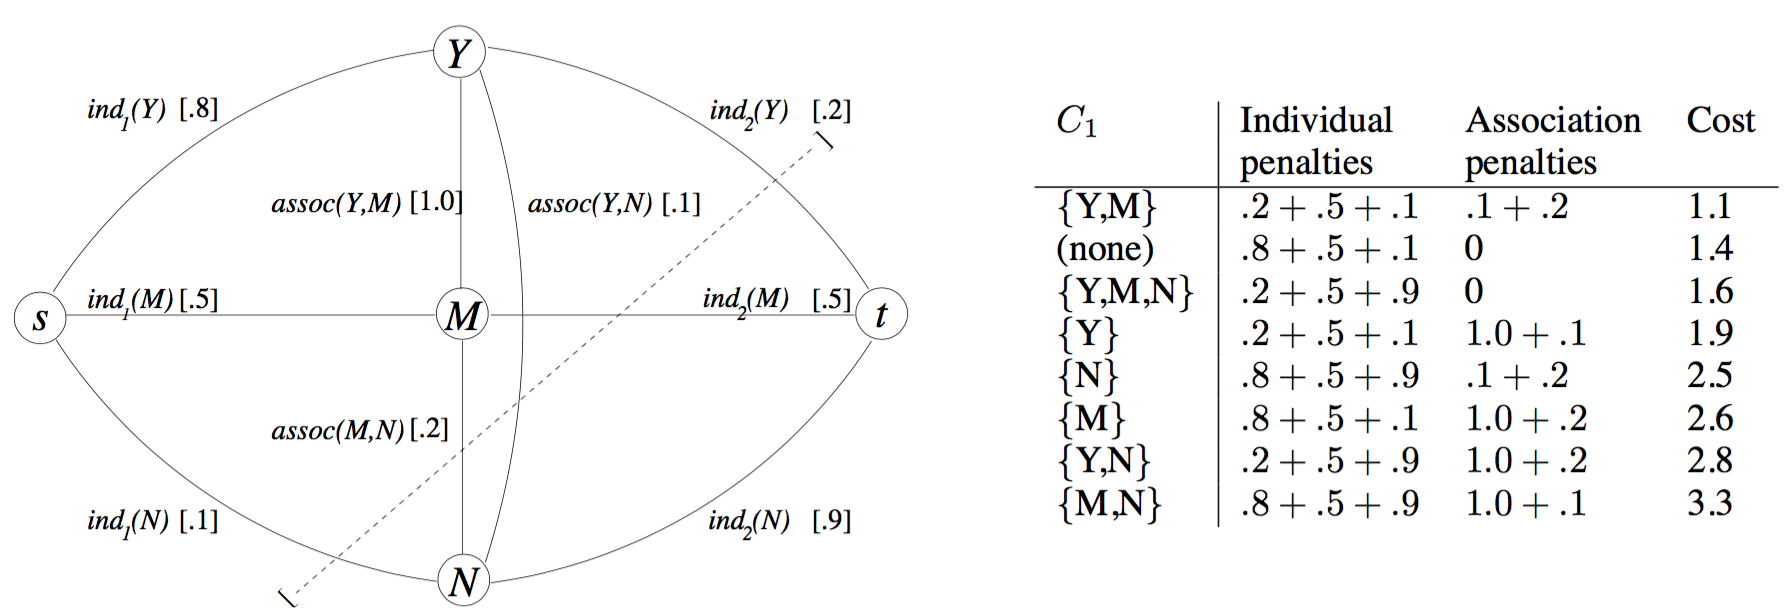 Y
ind1(Y) [.8]
ind2(Y) [.2]
assoc(Y,M) [1.0]
assoc(Y,N) [.1]
s
ind1(M) [.5]
M
ind2(M) [.5]
t
assoc(M,N) [.2]
ind1(N) [.1]
ind2(N) [.9]
N
C1 Individual penalties Association penalties Cost
{Y,M} .2 + .5 + .1 .1 + .2 1.1
(none) .8 + .5 + .1 0 1.4
{Y,M,N} .2 + .5 + .9 0 1.6
{Y} .2 + .5 + .1 1.0 + .1 1.9
{N} .8 + .5 + .9 .1 + .2 2.5
{M} .8 + .5 + .1 1.0 + .2 2.6
{Y,N} .2 + .5 + .9 1.0 + .2 2.8
{M,N} .8 + .5 + .9 1.0 + .1 3.3